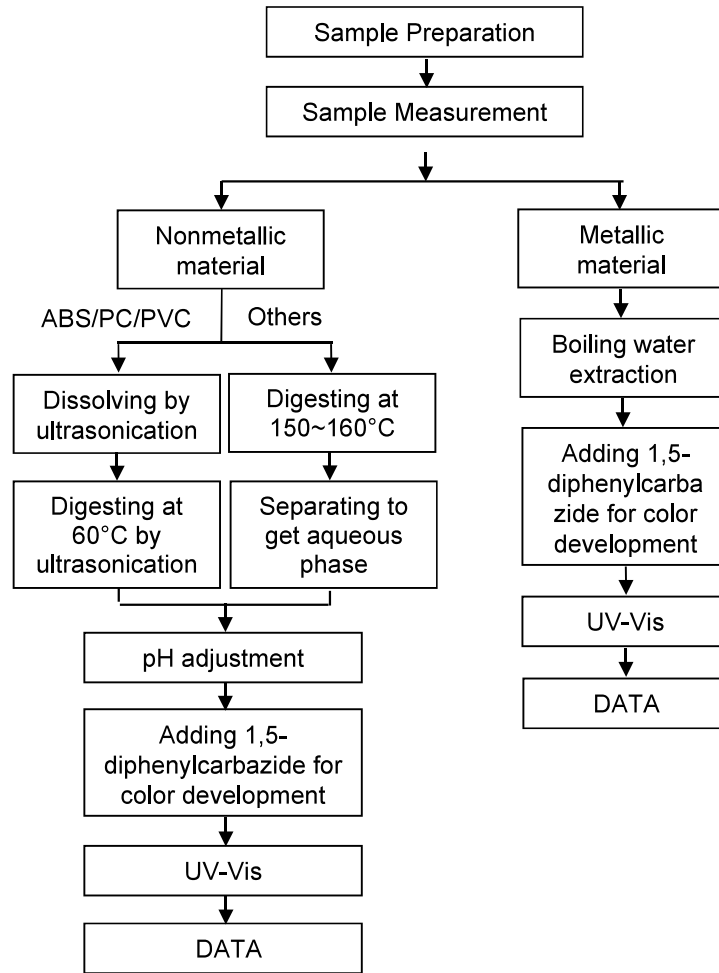 Sample Preparation
Sample Measurement
Nonmetallic
material
Metallic
material
ABS/PC/PVC
Others
Dissolving by
ultrasonication
Digesting at
150~160°C
Boiling water
extraction
Digesting at
60°C by
ultrasonication
Separating to
get aqueous
phase
Adding 1,5-
diphenylcarba
zide for color
development
pH adjustment
UV-Vis
DATA
Adding 1,5-
diphenylcarbazide for
color development
UV-Vis
DATA